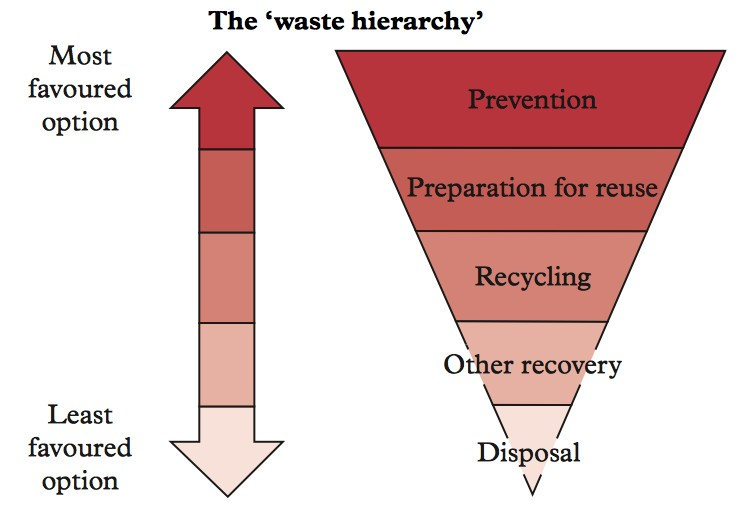 The ‘waste hierarchy’
Most
favoured
option
Prevention
Preparation for reuse
Recycling
Other recovery
Least
favoured
option
Disposal